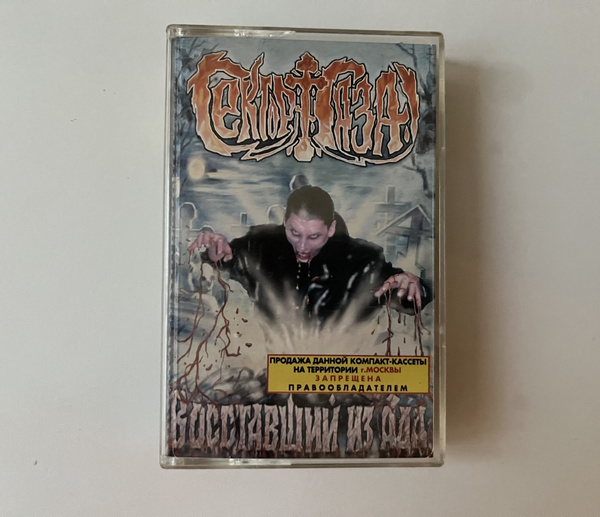 Сектор Газа
ПРОДАЖА ДАННОЙ КОМПАКТ-КАССЕТЫ
НА ТЕРРИТОРИИ г.МОСКВЫ
ЗАПРЕЩЕНА
ПРАВООБЛАДАТЕЛЕМ
Восставший из Ада